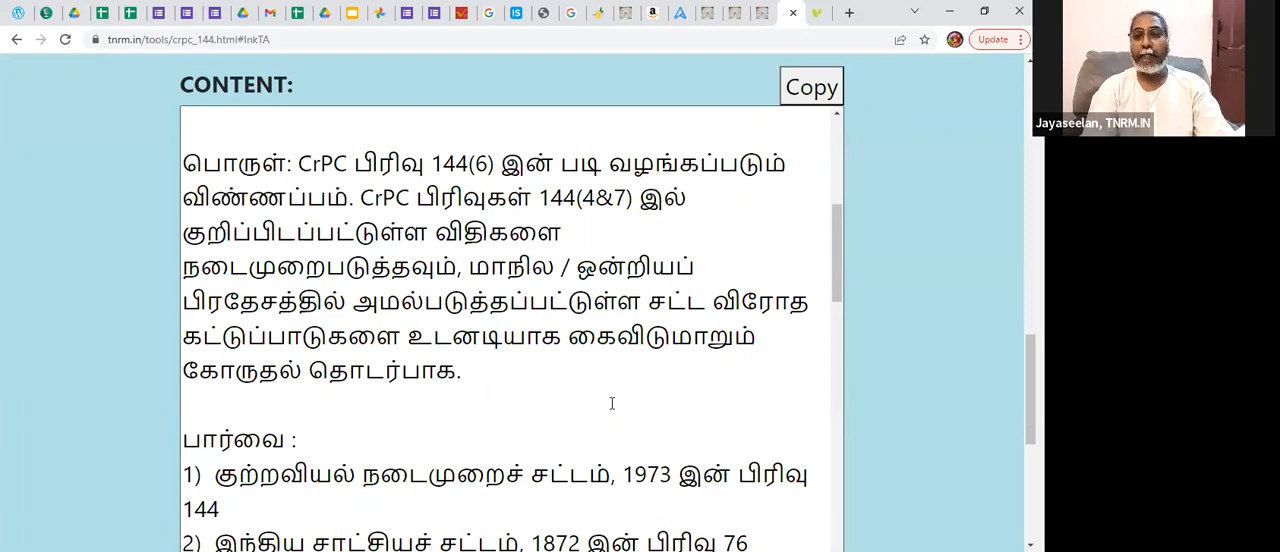 Update
tnrm.in/tools/crpc_144.html#lnkTA
CONTENT:
Copy
பொருள்: CrPC பிரிவு 144(6) இன் படி வழங்கப்படும்
விண்ணப்பம். CrPC பிரிவுகள் 144(4&7) இல்
குறிப்பிடப்பட்டுள்ள விதிகளை
நடைமுறைபடுத்தவும், மாநில / ஒன்றியப்
பிரதேசத்தில் அமல்படுத்தப்பட்டுள்ள சட்ட விரோத
கட்டுப்பாடுகளை உடனடியாக கைவிடுமாறும்
கோருதல் தொடர்பாக.
பார்வை :
1) குற்றவியல் நடைமுறைச் சட்டம், 1973 இன் பிரிவு
144
2) இந்திய சாட்சியச் சட்டம், 1872 இன் பிரிவு 76
Jayaseelan, TNRM.IN